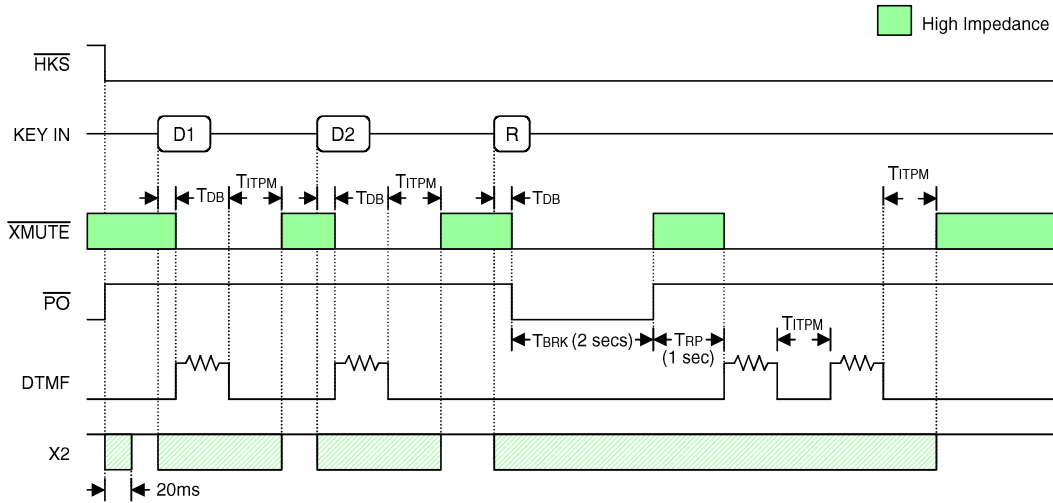 High Impedance
HKS
KEY IN
D1
D2
R
TDB
TITPM
TDB
TITPM
TDB
TITPM
XMUTE
PO
TBRK (2 secs)
TRP
(1 sec)
TITPM
DTMF
X2
20ms